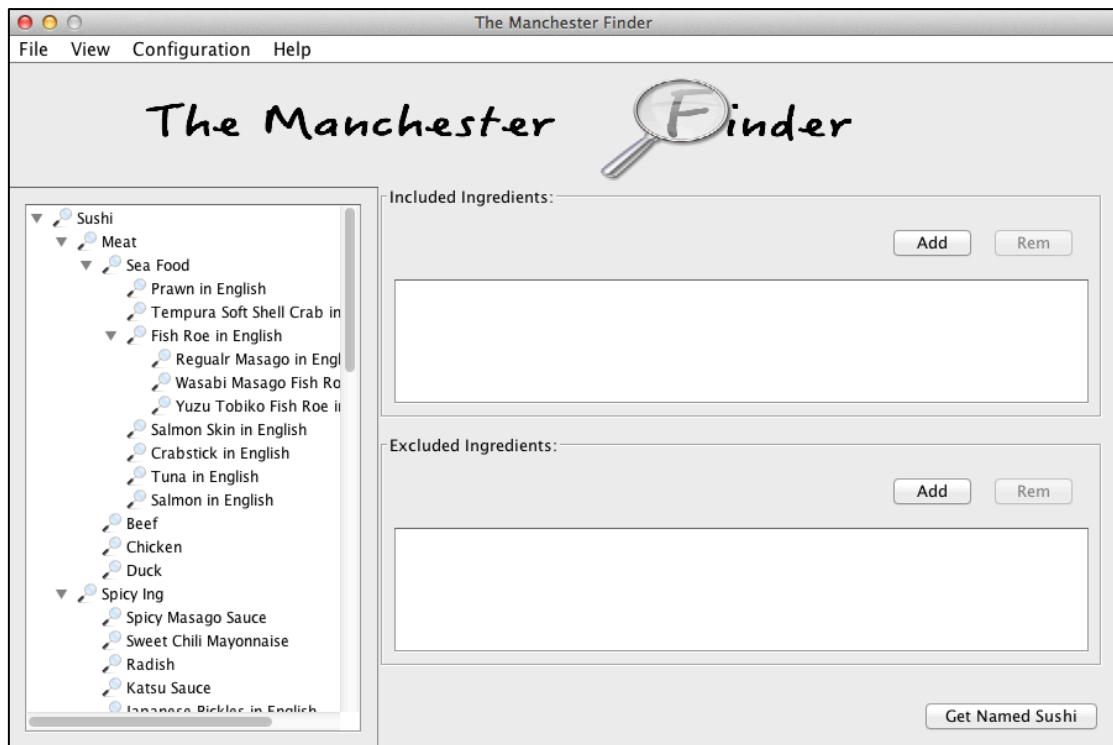 The Manchester Finder
File View Configuration Help
The Manchester Finder
Sushi
Meat
Sea Food
Prawn in English
Tempura Soft Shell Crab in
Fish Roe in English
Regualr Masago in Engl
Wasabi Masago Fish Ro
Yuzu Tobiko Fish Roe i
Salmon Skin in English
Crabstick in English
Tuna in English
Salmon in English
Beef
Chicken
Duck
Spicy Ing
Spicy Masago Sauce
Sweet Chili Mayonnaise
Radish
Katsu Sauce
Japanese Pickles in English
Included Ingredients:
Add Rem
Excluded Ingredients:
Add Rem
Get Named Sushi